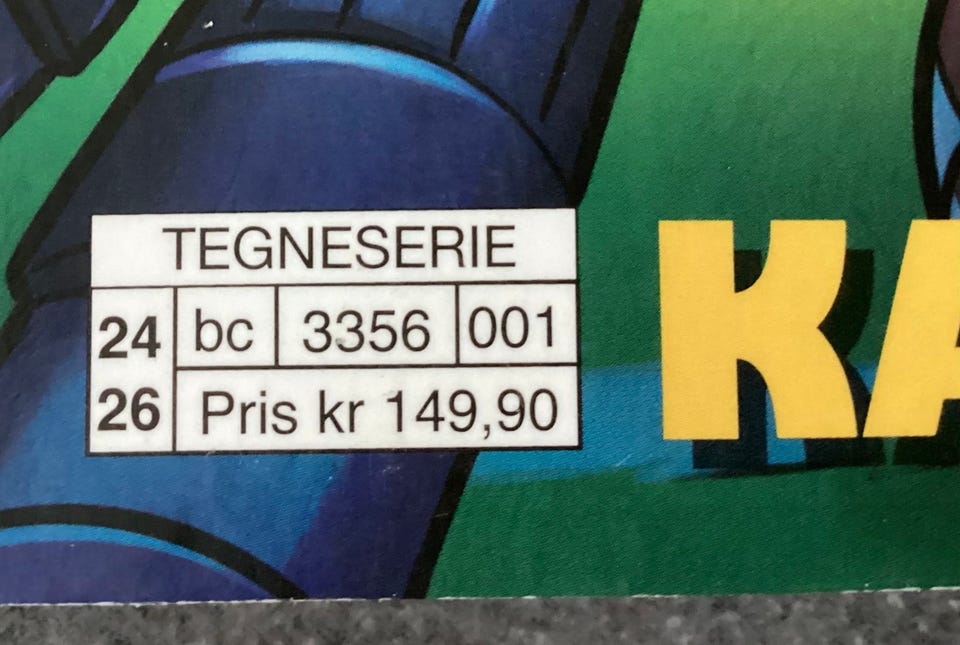 TEGNESERIE
24 bc 3356 001
26 Pris kr 149,90
KA